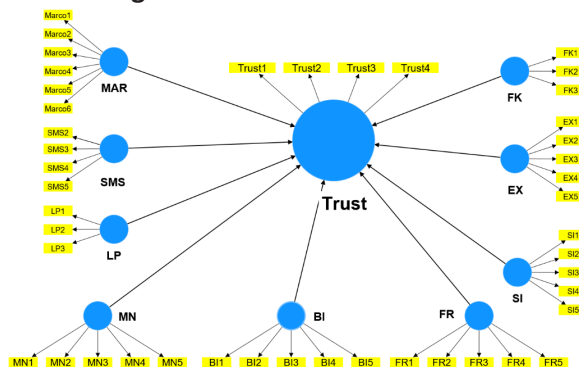 Marco1
Marco2
Marco3
Marco4
Marco5
Marco6
MAR
Trust1
Trust2
Trust3
Trust4
FK1
FK2
FK3
FK
SMS2
SMS3
SMS4
SMS5
SMS
EX1
EX2
EX3
EX4
EX5
EX
Trust
LP1
LP2
LP3
LP
SI1
SI2
SI3
SI4
SI5
SI
MN
BI
FR
MN1
MN2
MN3
MN4
MN5
BI1
BI2
BI3
BI4
BI5
FR1
FR2
FR3
FR4
FR5